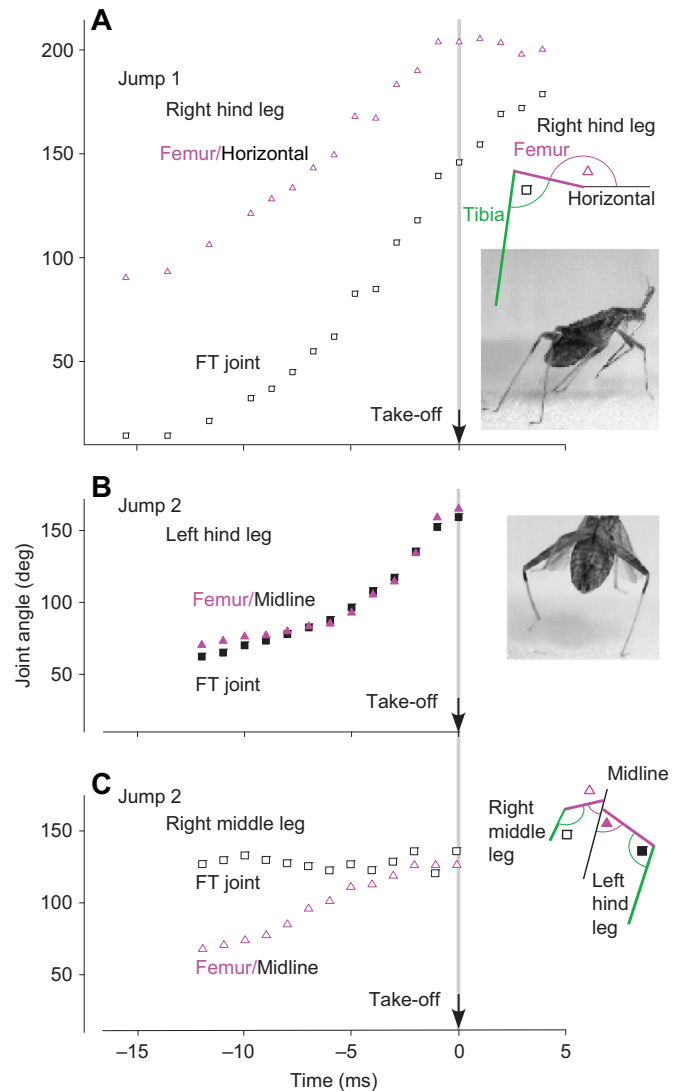 A
200
Jump 1
Right hind leg
Femur/Horizontal
150
Right hind leg
Femur
Tibia
Horizontal
100
50
FT joint
Take-off
–15
–10
–5
0
5
B
Jump 2
Left hind leg
150
Femur/Midline
100
Joint angle (deg)
50
FT joint
Take-off
C
Jump 2
Right middle leg
150
FT joint
Midline
Right
middle
leg
100
Left
hind
leg
50
Femur/Midline
Take-off
Time (ms)